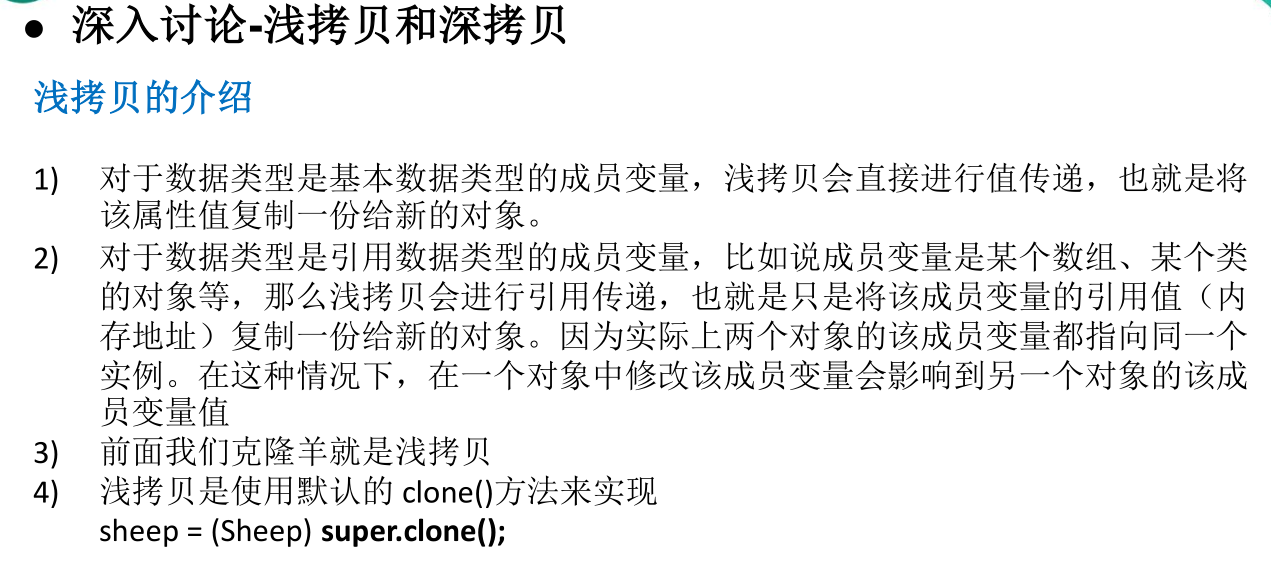 ● 深入讨论-浅拷贝和深拷贝
浅拷贝的介绍
1) 对于数据类型是基本数据类型的成员变量，浅拷贝会直接进行值传递，也就是将
该属性值复制一份给新的对象。
2) 对于数据类型是引用数据类型的成员变量，比如说成员变量是某个数组、某个类
的对象等，那么浅拷贝会进行引用传递，也就是只是将该成员变量的引用值（内
存地址）复制一份给新的对象。因为实际上两个对象的该成员变量都指向同一个
实例。在这种情况下，在一个对象中修改该成员变量会影响到另一个对象的该成
员变量值
3) 前面我们克隆羊就是浅拷贝
4) 浅拷贝是使用默认的 clone()方法来实现
sheep = (Sheep) super.clone();